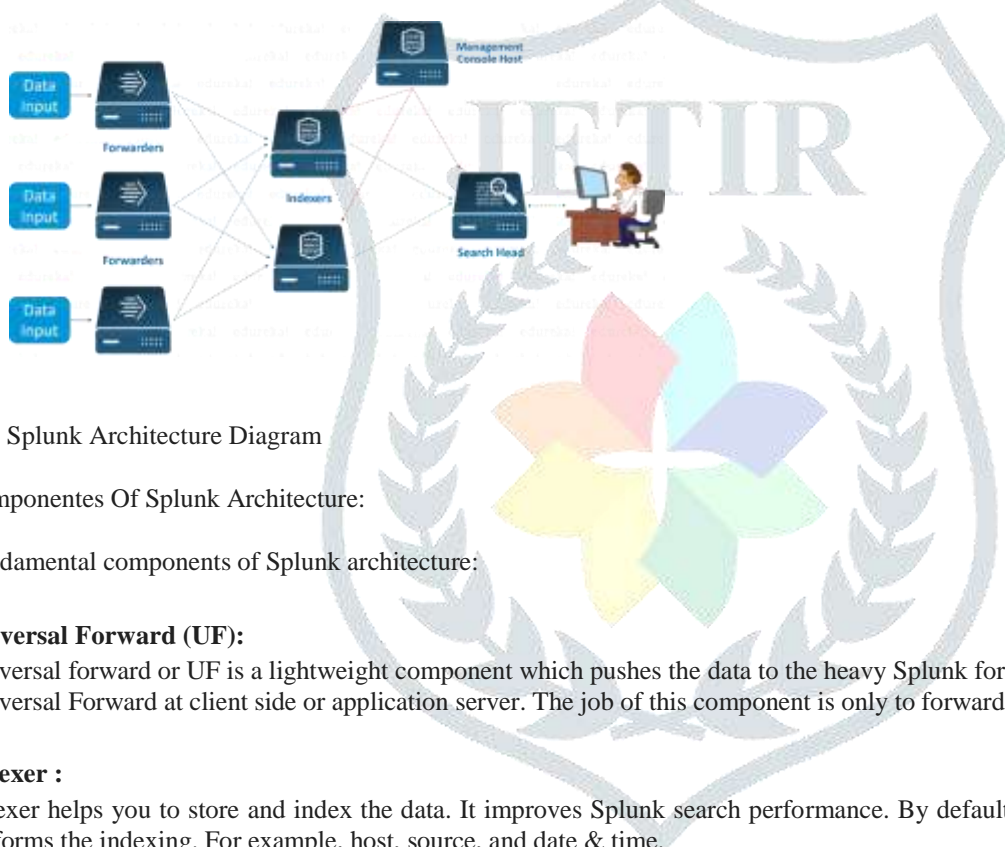 Management
Console Host
Data
Input
Forwarders
Data
Input
Indexers
Forwarders
Search Head
Data
Input
JETIR
Splunk Architecture Diagram
mponentes Of Splunk Architecture:
damental components of Splunk architecture:
versal Forward (UF):
versal forward or UF is a lightweight component which pushes the data to the heavy Splunk for
versal Forward at client side or application server. The job of this component is only to forward
exer :
exer helps you to store and index the data. It improves Splunk search performance. By default
forms the indexing. For example, host, source, and date & time.